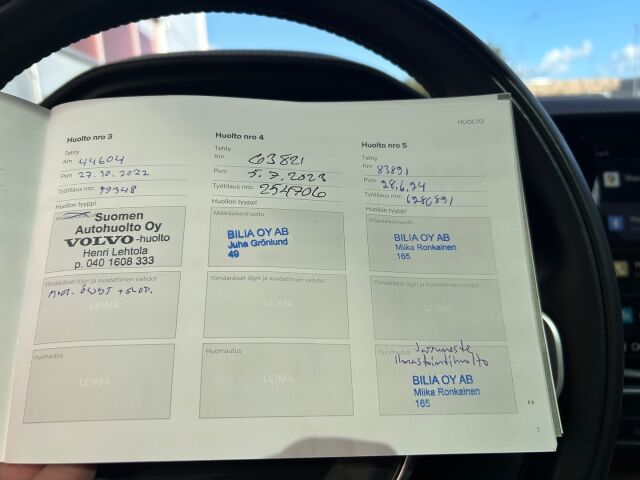 HUOLTO
Huolto nro 3
Tehty
Km 44604
Pvm 27.10.2022
Työtilaus nro: 99348
Huollon tyyppi
Suomen
Autohuolto Oy
VOLVO-huolto
Henri Lehtola
p. 040 1608 333
Ylimääräiset öljyn ja suodattimen vaihdot
LEIMA
Huomautus
LEIMA
Huolto nro 4
Tehty
Km 63821
Pvm 5.7.2023
Työtilaus nro: 254706
Huollon tyyppi
Määräaikaishuolto
BILIA OY AB
Juha Grönlund
49
Ylimääräiset öljyn ja suodattimen vaihdot
LEIMA
Huomautus
LEIMA
Huolto nro 5
Tehty
Km 83891
Pvm 28.6.24
Työtilaus nro: 6286891
Huollon tyyppi
Määräaikaishuolto
BILIA OY AB
Miika Ronkainen
165
Ylimääräiset öljyn ja suodattimen vaihdot
LEIMA
Huomautus
Jarruneste
Ilmastointihuolto
BILIA OY AB
Miika Ronkainen
165
7